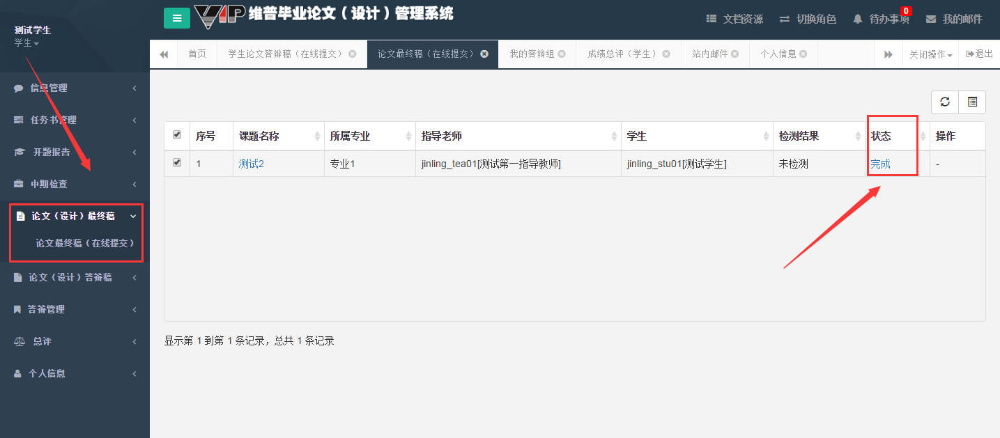 测试学生
学生
VIP 维普毕业论文（设计）管理系统
文档资源 切换角色 待办事项 0 我的邮件
首页 学生论文答辩稿（在线提交） 论文最终稿（在线提交） 我的答辩组 成绩总评（学生） 站内邮件 个人信息 关闭操作 退出
信息管理
任务书管理
开题报告
中期检查
论文（设计）最终稿
论文最终稿（在线提交）
论文（设计）答辩稿
答辩管理
总评
个人信息
序号 课题名称 所属专业 指导老师 学生 检测结果 状态 操作
1 测试2 专业1 jinling_tea01[测试第一指导教师] jinling_stu01[测试学生] 未检测 完成 -
显示第 1 到第 1 条记录，总共 1 条记录